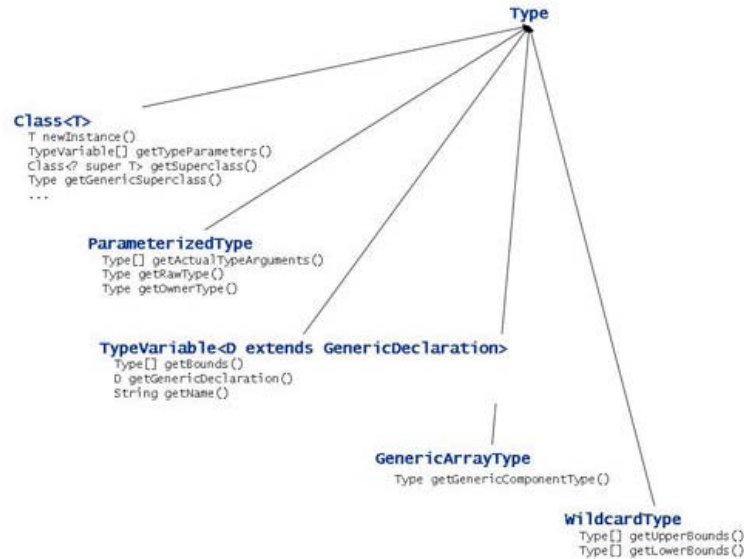 Type
Class<T>
T newInstance()
TypeVariable[] getTypeParameters()
Class<? super T> getSuperclass()
Type getGenericSuperclass()
...
ParameterizedType
Type[] getActualTypeArguments()
Type getRawType()
Type getOwnerType()
TypeVariable<D extends GenericDeclaration>
Type[] getBounds()
D getGenericDeclaration()
String getName()
GenericArrayType
Type getGenericComponentType()
WildcardType
Type[] getUpperBounds()
Type[] getLowerBounds()